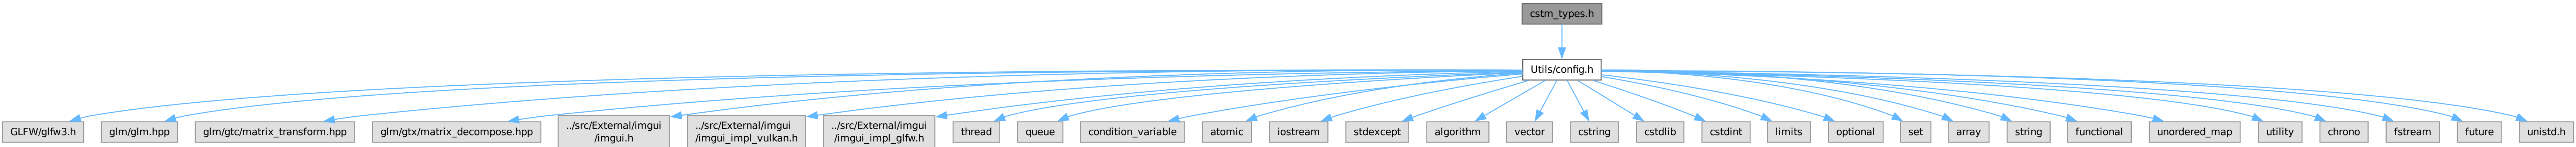 cstm_types.h
Utils/config.h
GLFW/glfw3.h
glm/glm.hpp
glm/gtc/matrix_transform.hpp
glm/gtx/matrix_decompose.hpp
../src/External/imgui
/imgui.h
../src/External/imgui
/imgui_impl_vulkan.h
../src/External/imgui
/imgui_impl_glfw.h
thread
queue
condition_variable
atomic
iostream
stdexcept
algorithm
vector
cstring
cstdlib
cstdint
limits
optional
set
array
string
functional
unordered_map
utility
chrono
fstream
future
unistd.h